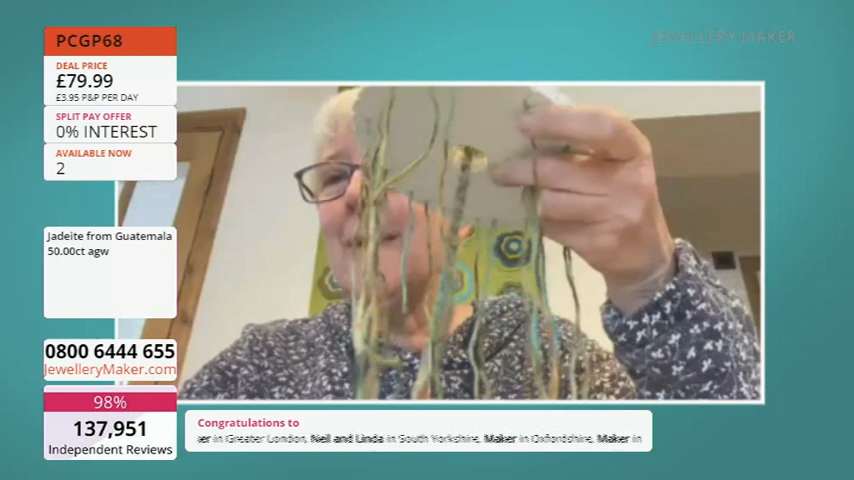 PCGP68
JEWELLERY MAKER
DEAL PRICE
£79.99
£3.95 P&P PER DAY
SPLIT PAY OFFER
0% INTEREST
AVAILABLE NOW
2
Jadeite from Guatemala
50.00ct agw
0800 6444 655
JewelleryMaker.com
98%
137,951
Independent Reviews
Congratulations to
in Greater London, Neil and Linda in South Yorkshire, Maker in Oxfordshire, Maker in